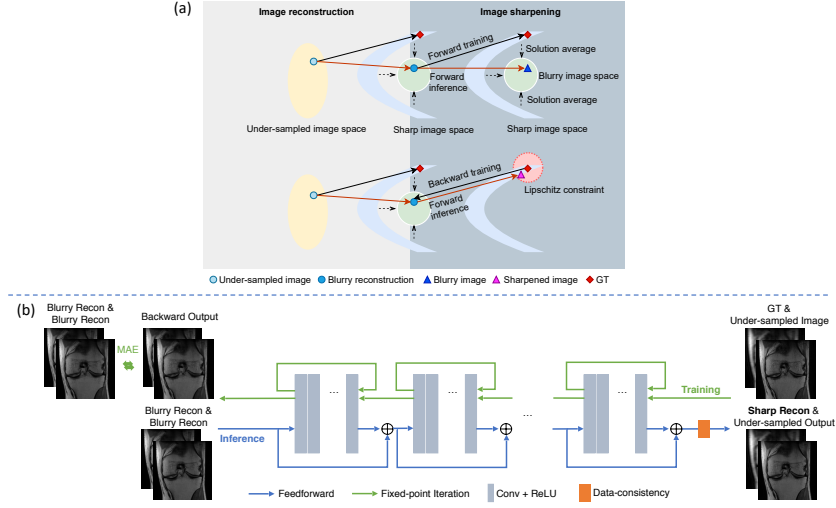 (a)
Image reconstruction
Image sharpening
Forward training
Solution average
Blurry image space
Forward
inference
Solution average
Under-sampled image space
Sharp image space
Sharp image space
Backward training
Lipschitz constraint
Forward
inference
Under-sampled image
Blurry reconstruction
Blurry image
Sharpened image
GT
(b)
Blurry Recon &
Blurry Recon
Backward Output
GT &
Under-sampled Image
MAE
...
...
...
Training
Blurry Recon &
Blurry Recon
Inference
...
Sharp Recon &
Under-sampled Output
Feedforward
Fixed-point Iteration
Conv + ReLU
Data-consistency